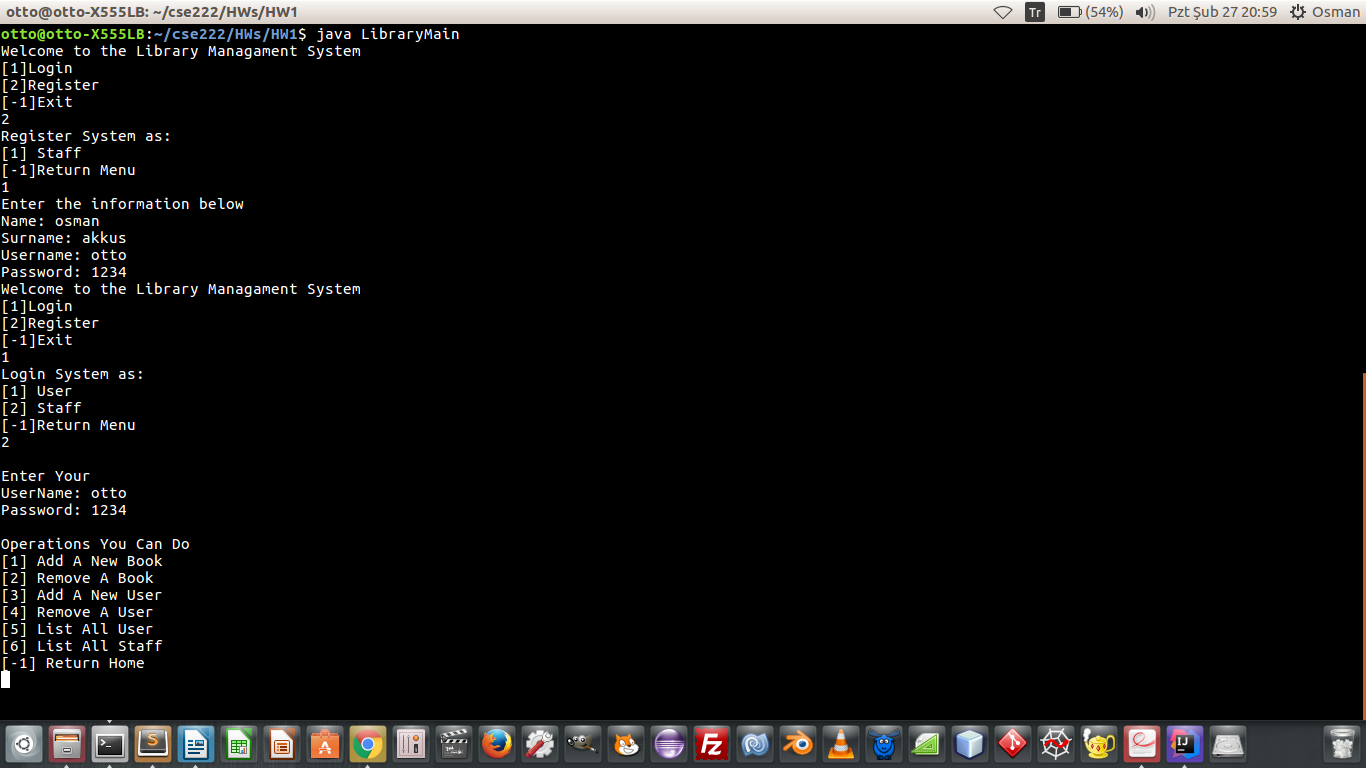 otto@otto-X555LB: ~/cse222/HWs/HW1
Tr (54%) Pzt Şub 27 20:59 Osman
otto@otto-X555LB:~/cse222/HWs/HW1$ java LibraryMain
Welcome to the Library Managament System
[1]Login
[2]Register
[-1]Exit
2
Register System as:
[1] Staff
[-1]Return Menu
1
Enter the information below
Name: osman
Surname: akkus
Username: otto
Password: 1234
Welcome to the Library Managament System
[1]Login
[2]Register
[-1]Exit
1
Login System as:
[1] User
[2] Staff
[-1]Return Menu
2
Enter Your
UserName: otto
Password: 1234
Operations You Can Do
[1] Add A New Book
[2] Remove A Book
[3] Add A New User
[4] Remove A User
[5] List All User
[6] List All Staff
[-1] Return Home